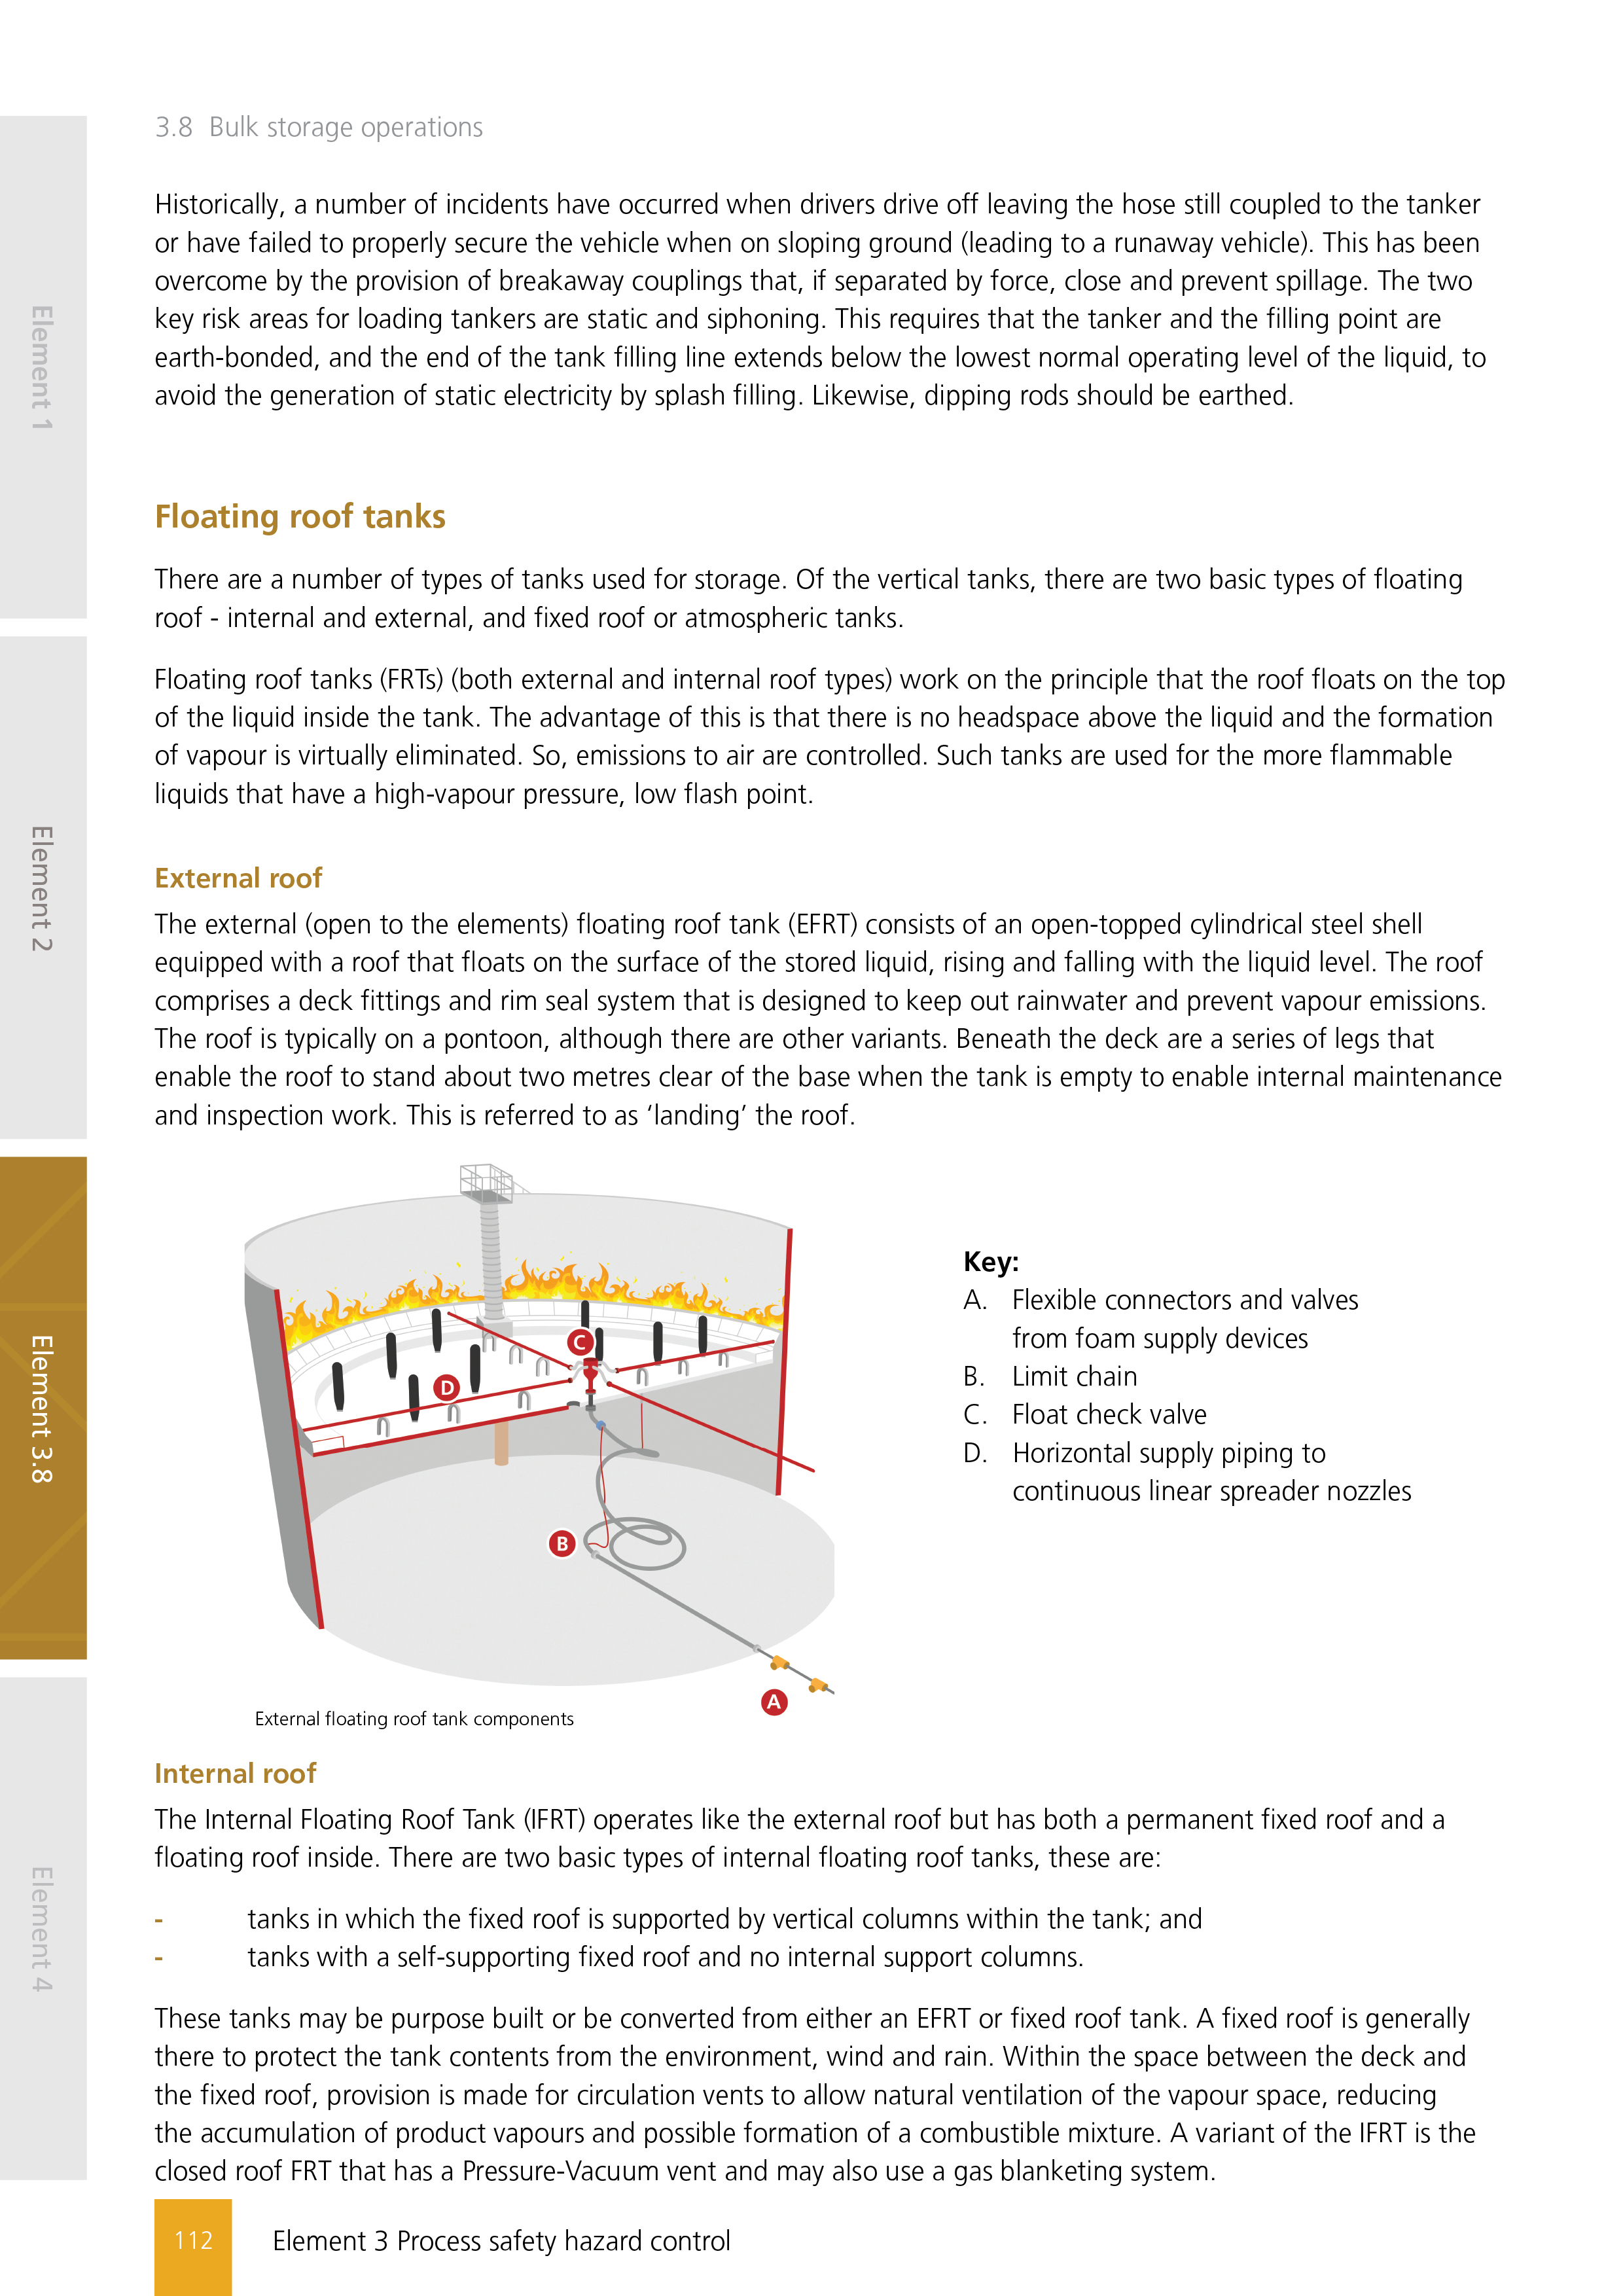 3.8 Bulk storage operations
Historically, a number of incidents have occurred when drivers drive off leaving the hose still coupled to the tanker
or have failed to properly secure the vehicle when on sloping ground (leading to a runaway vehicle). This has been
overcome by the provision of breakaway couplings that, if separated by force, close and prevent spillage. The two
key risk areas for loading tankers are static and siphoning. This requires that the tanker and the filling point are
earth-bonded, and the end of the tank filling line extends below the lowest normal operating level of the liquid, to
avoid the generation of static electricity by splash filling. Likewise, dipping rods should be earthed.
Floating roof tanks
There are a number of types of tanks used for storage. Of the vertical tanks, there are two basic types of floating
roof - internal and external, and fixed roof or atmospheric tanks.
Floating roof tanks (FRTs) (both external and internal roof types) work on the principle that the roof floats on the top
of the liquid inside the tank. The advantage of this is that there is no headspace above the liquid and the formation
of vapour is virtually eliminated. So, emissions to air are controlled. Such tanks are used for the more flammable
liquids that have a high-vapour pressure, low flash point.
External roof
The external (open to the elements) floating roof tank (EFRT) consists of an open-topped cylindrical steel shell
equipped with a roof that floats on the surface of the stored liquid, rising and falling with the liquid level. The roof
comprises a deck fittings and rim seal system that is designed to keep out rainwater and prevent vapour emissions.
The roof is typically on a pontoon, although there are other variants. Beneath the deck are a series of legs that
enable the roof to stand about two metres clear of the base when the tank is empty to enable internal maintenance
and inspection work. This is referred to as ‘landing’ the roof.
C
D
B
A
External floating roof tank components
Key:
A. Flexible connectors and valves
from foam supply devices
B. Limit chain
C. Float check valve
D. Horizontal supply piping to
continuous linear spreader nozzles
Internal roof
The Internal Floating Roof Tank (IFRT) operates like the external roof but has both a permanent fixed roof and a
floating roof inside. There are two basic types of internal floating roof tanks, these are:
- tanks in which the fixed roof is supported by vertical columns within the tank; and
- tanks with a self-supporting fixed roof and no internal support columns.
These tanks may be purpose built or be converted from either an EFRT or fixed roof tank. A fixed roof is generally
there to protect the tank contents from the environment, wind and rain. Within the space between the deck and
the fixed roof, provision is made for circulation vents to allow natural ventilation of the vapour space, reducing
the accumulation of product vapours and possible formation of a combustible mixture. A variant of the IFRT is the
closed roof FRT that has a Pressure-Vacuum vent and may also use a gas blanketing system.
112 Element 3 Process safety hazard control
Element 1
Element 2
Element 3.8
Element 4